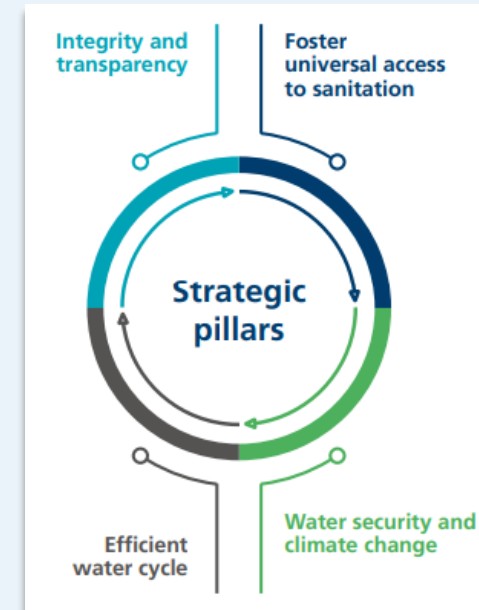 Integrity and
transparency
Foster
universal access
to sanitation
Strategic
pillars
Efficient
water cycle
Water security and
climate change